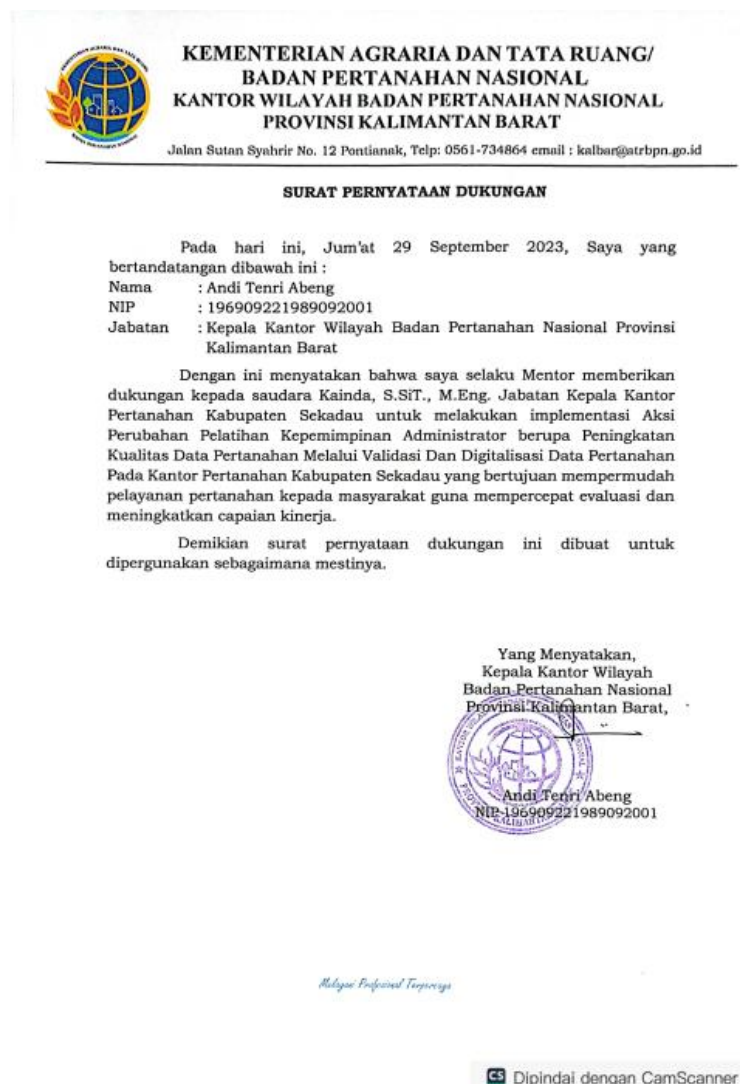 KEMENTERIAN AGRARIA DAN TATA RUANG/
BADAN PERTANAHAN NASIONAL
KANTOR WILAYAH BADAN PERTANAHAN NASIONAL
PROVINSI KALIMANTAN BARAT
Jalan Sutan Syahrir No. 12 Pontianak, Telp: 0561-734864 email : kalbar@atrbpn.go.id
SURAT PERNYATAAN DUKUNGAN
Pada hari ini, Jum'at 29 September 2023, Saya yang
bertandatangan dibawah ini :
Nama : Andi Tenri Abeng
NIP : 196909221989092001
Jabatan : Kepala Kantor Wilayah Badan Pertanahan Nasional Provinsi
Kalimantan Barat
Dengan ini menyatakan bahwa saya selaku Mentor memberikan
dukungan kepada saudara Kainda, S.SiT., M.Eng. Jabatan Kepala Kantor
Pertanahan Kabupaten Sekadau untuk melakukan implementasi Aksi
Perubahan Pelatihan Kepemimpinan Administrator berupa Peningkatan
Kualitas Data Pertanahan Melalui Validasi Dan Digitalisasi Data Pertanahan
Pada Kantor Pertanahan Kabupaten Sekadau yang bertujuan mempermudah
pelayanan pertanahan kepada masyarakat guna mempercepat evaluasi dan
meningkatkan capaian kinerja.
Demikian surat pernyataan dukungan ini dibuat untuk
dipergunakan sebagaimana mestinya.
Yang Menyatakan,
Kepala Kantor Wilayah
Badan Pertanahan Nasional
Provinsi Kalimantan Barat,
Andi Tenri Abeng
NIP 196909221989092001
Melayani Profesional Terpercaya
CS Dipindai dengan CamScanner